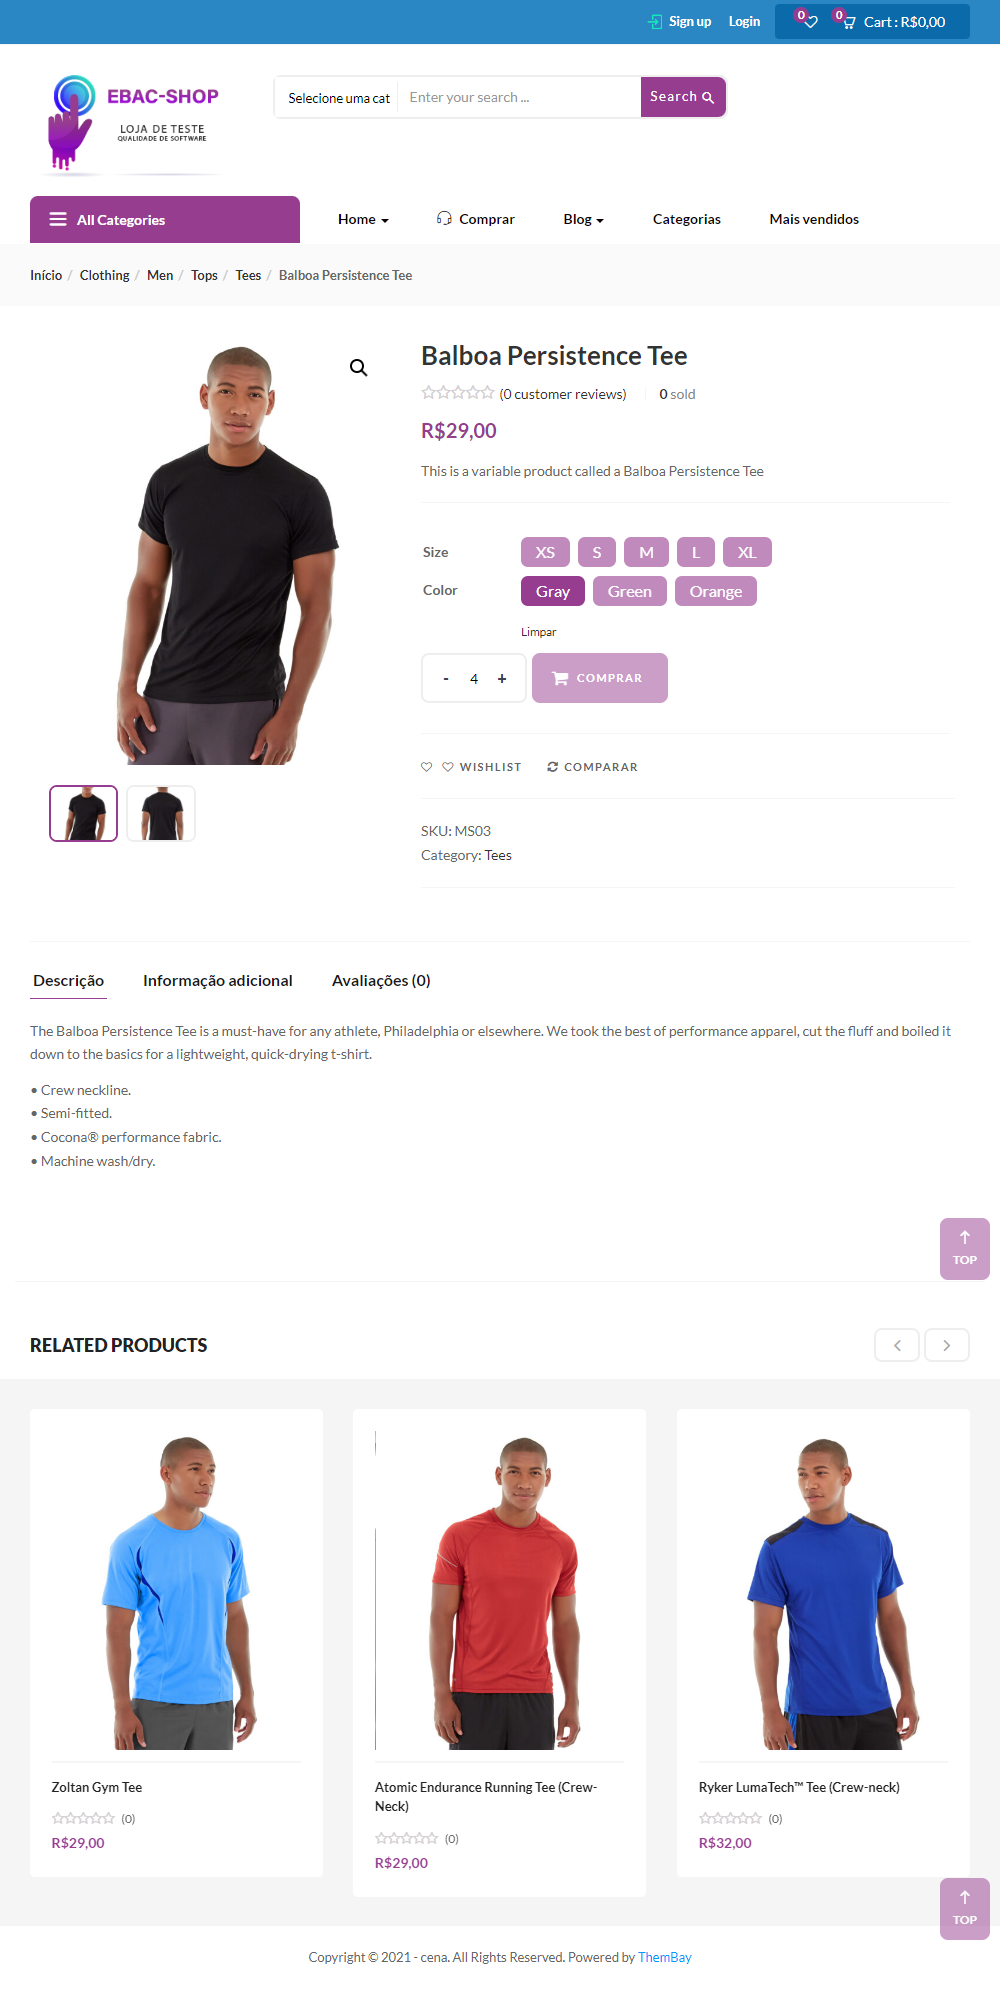 Sign up Login 0 0 Cart : R$0,00
EBAC-SHOP
LOJA DE TESTE
QUALIDADE DE SOFTWARE
Selecione uma cat Enter your search ... Search
All Categories Home Comprar Blog Categorias Mais vendidos
Início / Clothing / Men / Tops / Tees / Balboa Persistence Tee
Balboa Persistence Tee
(0 customer reviews) 0 sold
R$29,00
This is a variable product called a Balboa Persistence Tee
Size XS S M L XL
Color Gray Green Orange
Limpar
- 4 + COMPRAR
WISHLIST COMPARAR
SKU: MS03
Category: Tees
Descrição Informação adicional Avaliações (0)
The Balboa Persistence Tee is a must-have for any athlete, Philadelphia or elsewhere. We took the best of performance apparel, cut the fluff and boiled it
down to the basics for a lightweight, quick-drying t-shirt.
• Crew neckline.
• Semi-fitted.
• Cocona® performance fabric.
• Machine wash/dry.
TOP
RELATED PRODUCTS
Zoltan Gym Tee
(0)
R$29,00
Atomic Endurance Running Tee (Crew-
Neck)
(0)
R$29,00
Ryker LumaTech™ Tee (Crew-neck)
(0)
R$32,00
TOP
Copyright © 2021 - cena. All Rights Reserved. Powered by ThemBay